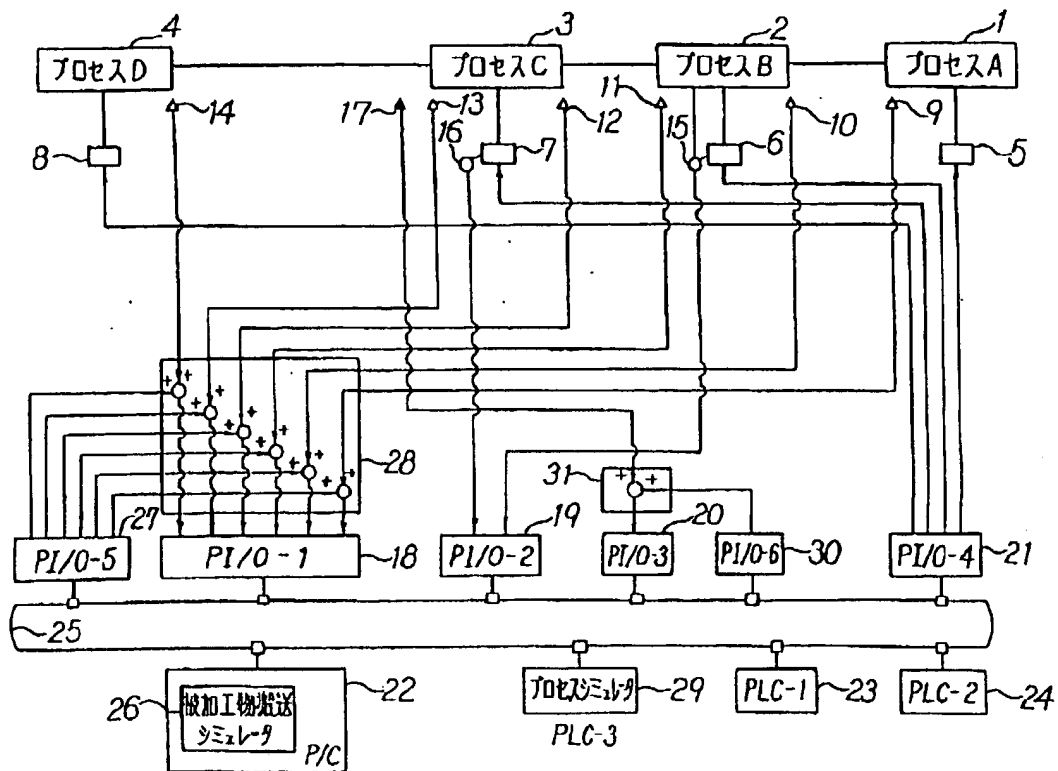 4
3
2
1
プロセスD
プロセスC
プロセスB
プロセスA
14
17
13
12
11
10
9
16
15
8
7
6
5
+ +
+ +
+ +
+ +
+ +
+ +
28
31
+ +
27
19
20
PI/O-5
PI/O-1
18
PI/O-2
PI/O-3
PI/O-6
30
PI/O-4
21
25
26
被加工物搬送
シミュレータ
P/C
22
プロセスシミュレータ
29
PLC-3
PLC-1
23
PLC-2
24